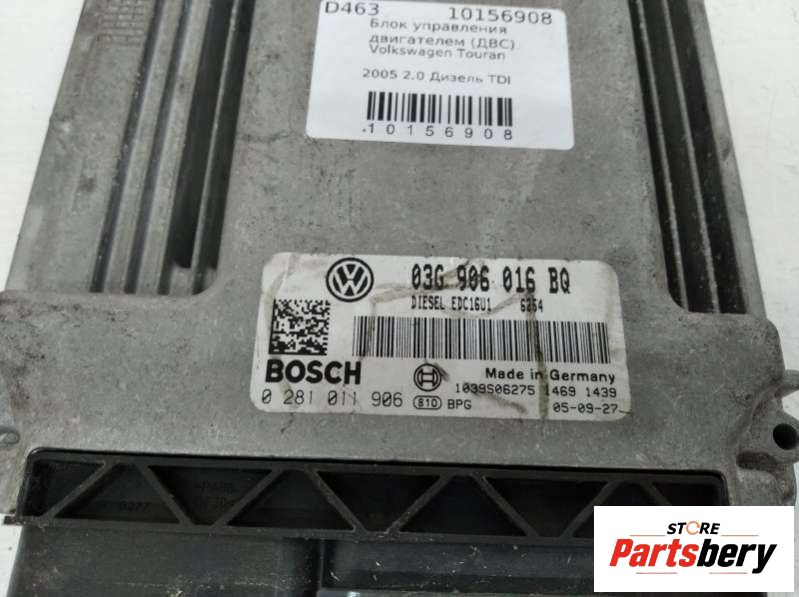 D463 10156908
Блок управления
двигателем (ДВС)
Volkswagen Touran
2005 2.0 Дизель TDI
10156908
03G 906 016 BQ
DIESEL EDC16U1 6254
BOSCH
Made in Germany
1039S06275 1469 1439
0 281 011 906 810 BPG 05-09-27
STORE
Partsbery